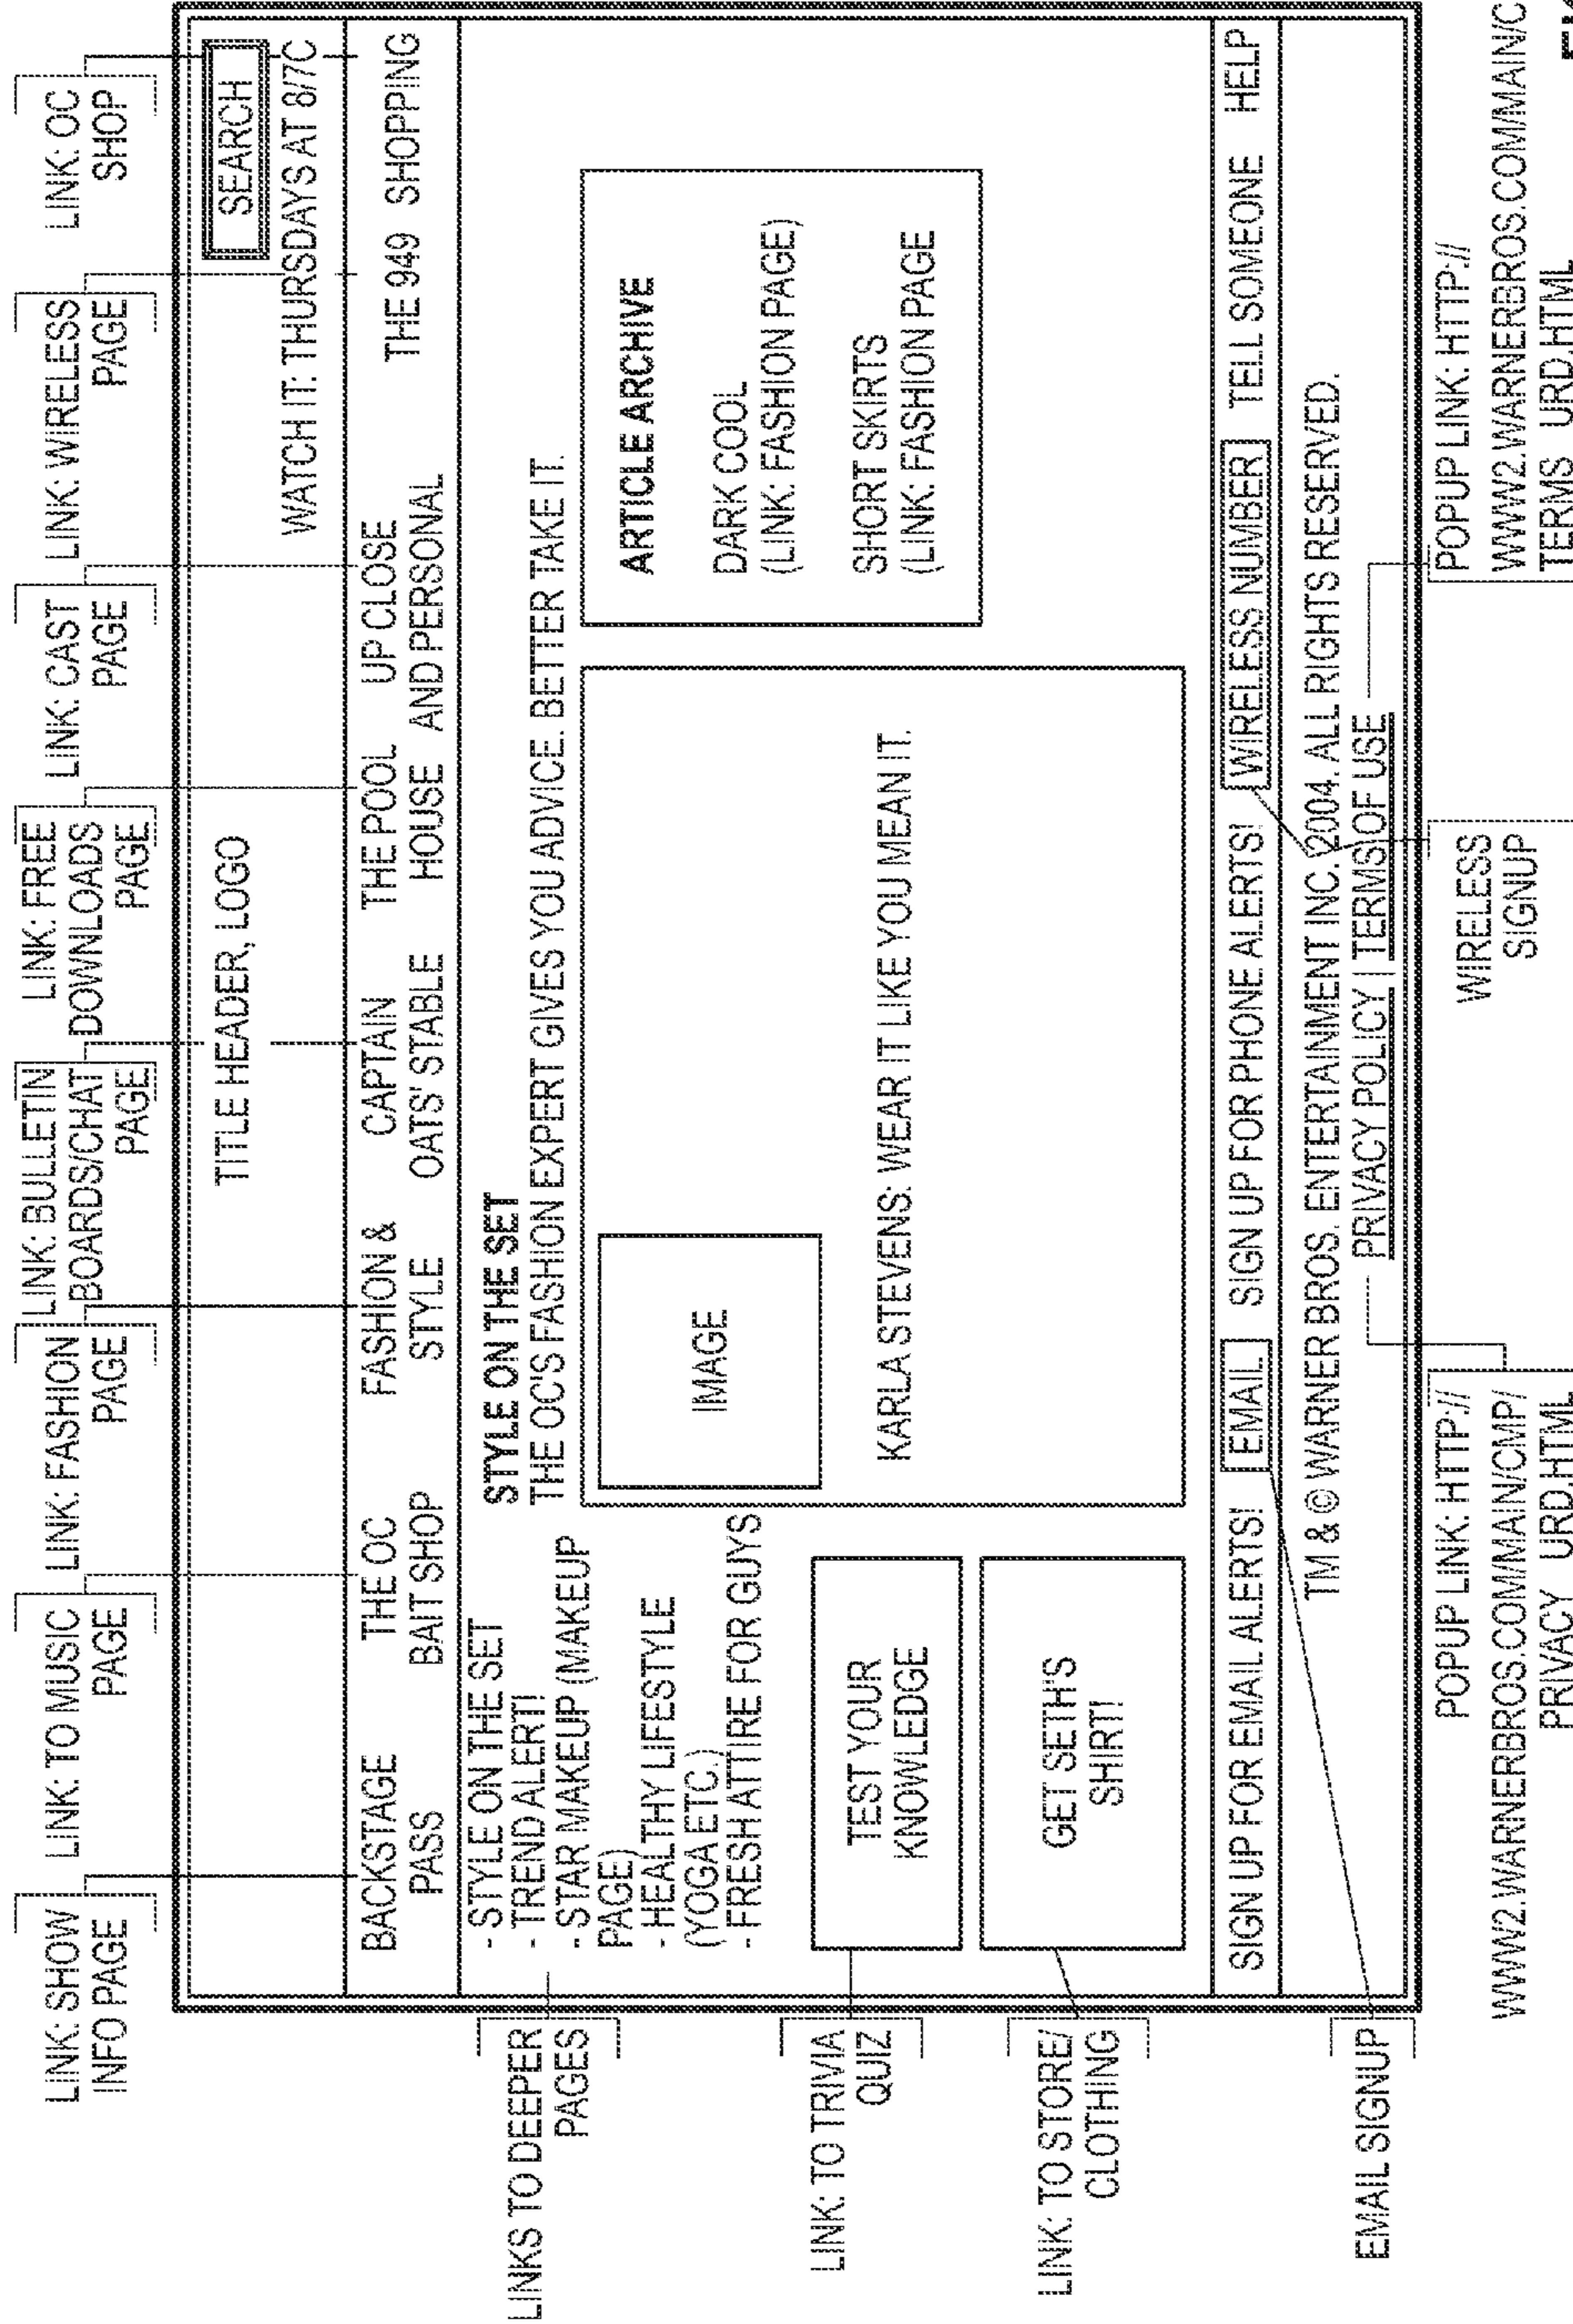 LINK: SHOW
INFO PAGE
LINK: TO MUSIC
PAGE
LINK: FASHION
PAGE
LINK: BULLETIN
BOARDS/CHAT
PAGE
LINK: FREE
DOWNLOADS
PAGE
LINK: CAST
PAGE
LINK: WIRELESS
PAGE
LINK: OC
SHOP
TITLE HEADER, LOGO
SEARCH
WATCH IT: THURSDAYS AT 8/7C
BACKSTAGE
PASS
THE OC
BAIT SHOP
FASHION &
STYLE
CAPTAIN
OATS' STABLE
THE POOL
HOUSE
UP CLOSE
AND PERSONAL
THE 949
SHOPPING
LINKS TO DEEPER
PAGES
- STYLE ON THE SET
- TREND ALERT!
- STAR MAKEUP (MAKEUP
PAGE)
- HEALTHY LIFESTYLE
(YOGA ETC.)
- FRESH ATTIRE FOR GUYS
STYLE ON THE SET
THE OC'S FASHION EXPERT GIVES YOU ADVICE. BETTER TAKE IT.
IMAGE
KARLA STEVENS: WEAR IT LIKE YOU MEAN IT.
ARTICLE ARCHIVE
DARK COOL
(LINK: FASHION PAGE)
SHORT SKIRTS
(LINK: FASHION PAGE
LINK: TO TRIVIA
QUIZ
TEST YOUR
KNOWLEDGE
LINK: TO STORE/
CLOTHING
GET SETH'S
SHIRT!
SIGN UP FOR EMAIL ALERTS! EMAIL SIGN UP FOR PHONE ALERTS! WIRELESS NUMBER TELL SOMEONE HELP
TM & © WARNER BROS. ENTERTAINMENT INC. 2004. ALL RIGHTS RESERVED.
PRIVACY POLICY | TERMS OF USE
EMAIL SIGNUP
POPUP LINK: HTTP://
WWW2.WARNERBROS.COM/MAIN/CMP/
PRIVACY URD.HTML
WIRELESS
SIGNUP
POPUP LINK: HTTP://
WWW2.WARNERBROS.COM/MAIN/C
TERMS URD.HTML